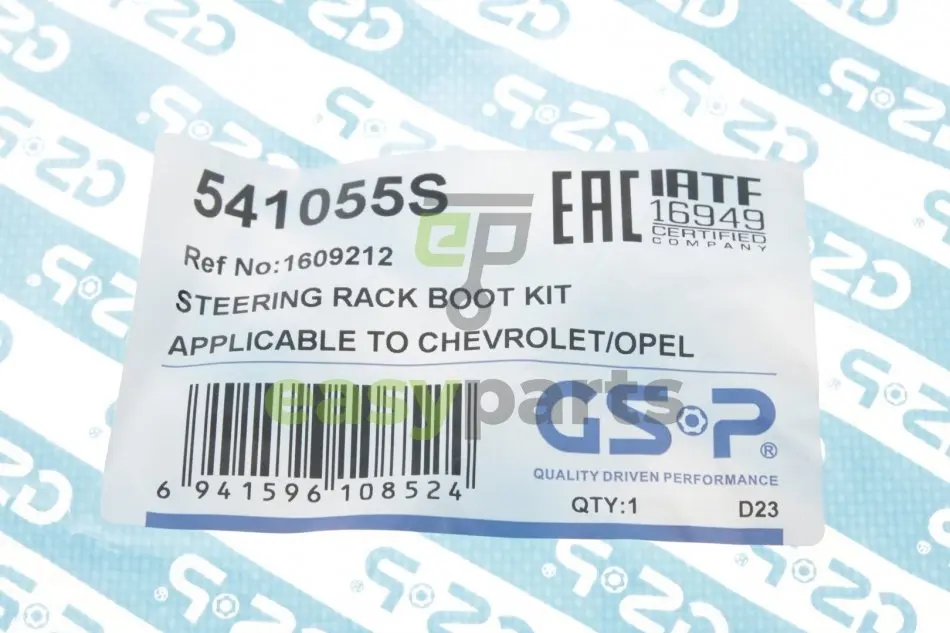 541055S
EAC
IATF
16949
CERTIFIED
COMPANY
Ref No:1609212
STEERING RACK BOOT KIT
APPLICABLE TO CHEVROLET/OPEL
ep
easyparts
GSP®
QUALITY DRIVEN PERFORMANCE
6 941596 108524
QTY:1
D23